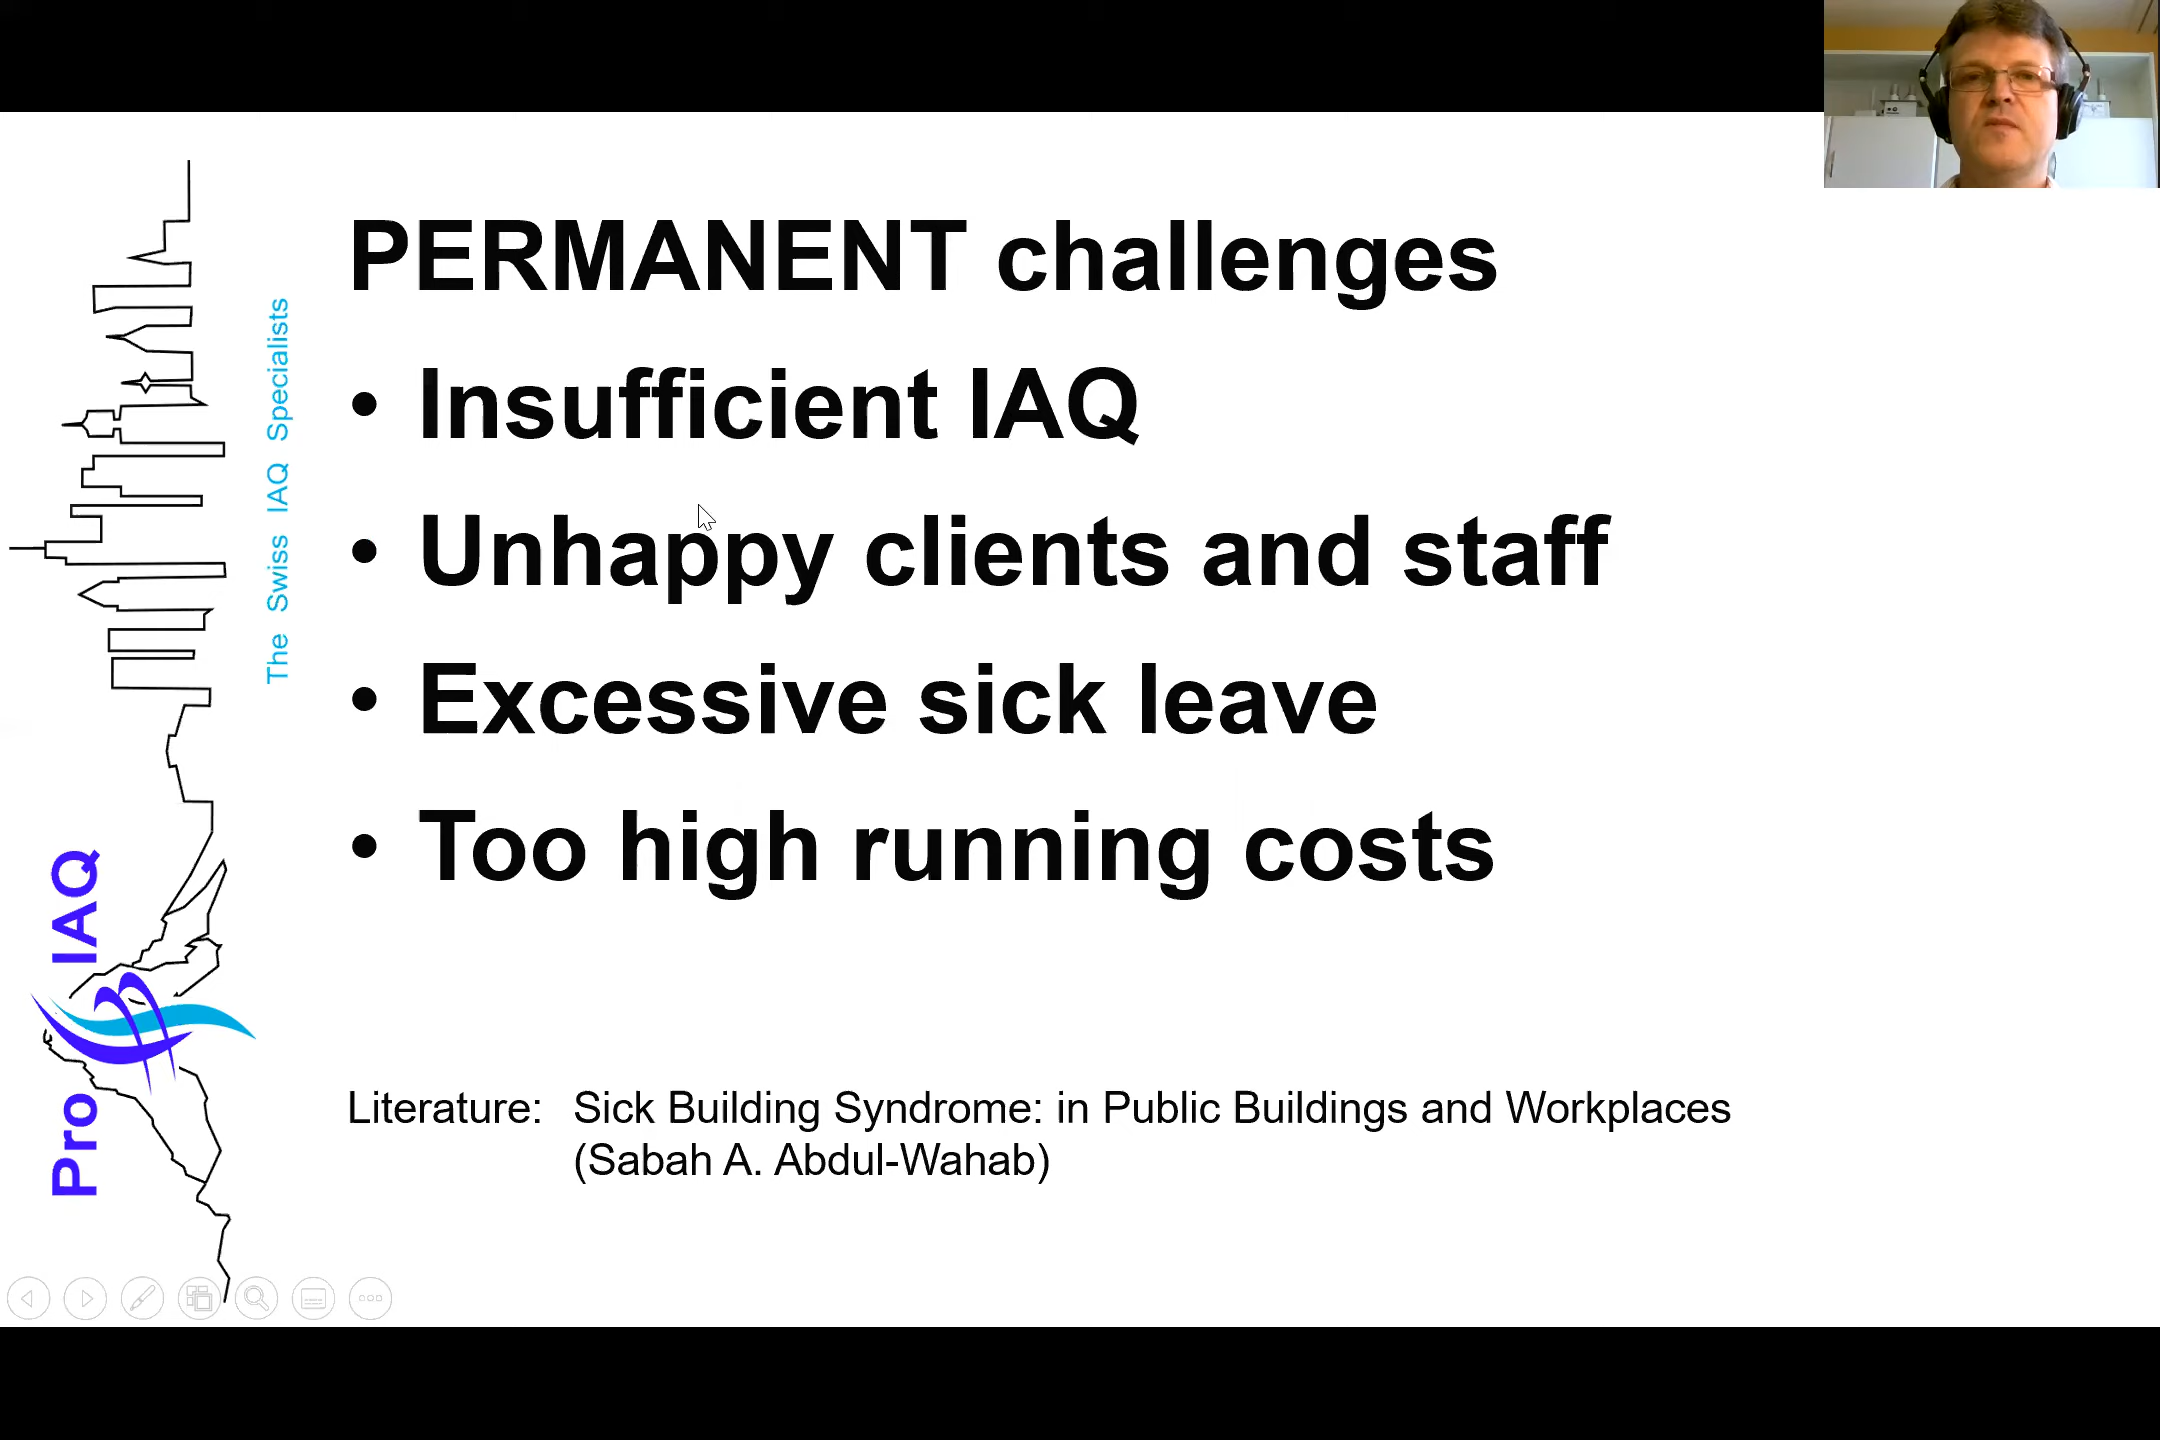 PERMANENT challenges
• Insufficient IAQ
• Unhappy clients and staff
• Excessive sick leave
• Too high running costs
Literature: Sick Building Syndrome: in Public Buildings and Workplaces
(Sabah A. Abdul-Wahab)
The Swiss IAQ Specialists
Pro IAQ